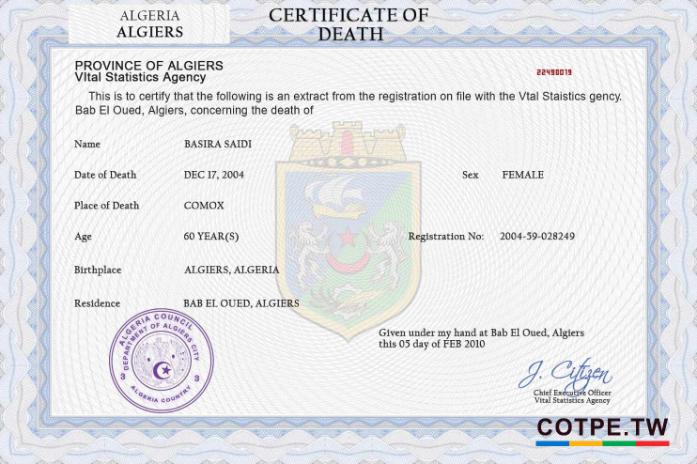 ALGERIA
ALGIERS
CERTIFICATE OF
DEATH
PROVINCE OF ALGIERS
VItal Statistics Agency
22490019
This is to certify that the following is an extract from the registration on file with the Vtal Staistics gency.
Bab El Oued, Algiers, concerning the death of
Name BASIRA SAIDI
Date of Death DEC 17, 2004 Sex FEMALE
Place of Death COMOX
Age 60 YEAR(S) Registration No: 2004-59-028249
Birthplace ALGIERS, ALGERIA
Residence BAB EL OUED, ALGIERS
ALGERIA COUNCIL
DEPARTMENT OF ALGIERS CITY
3 3
ALGERIA COUNTRY
Given under my hand at Bab El Oued, Algiers
this 05 day of FEB 2010
J. Citizen
Chief Executive Officer
Vital Statistics Agency
COTPE.TW